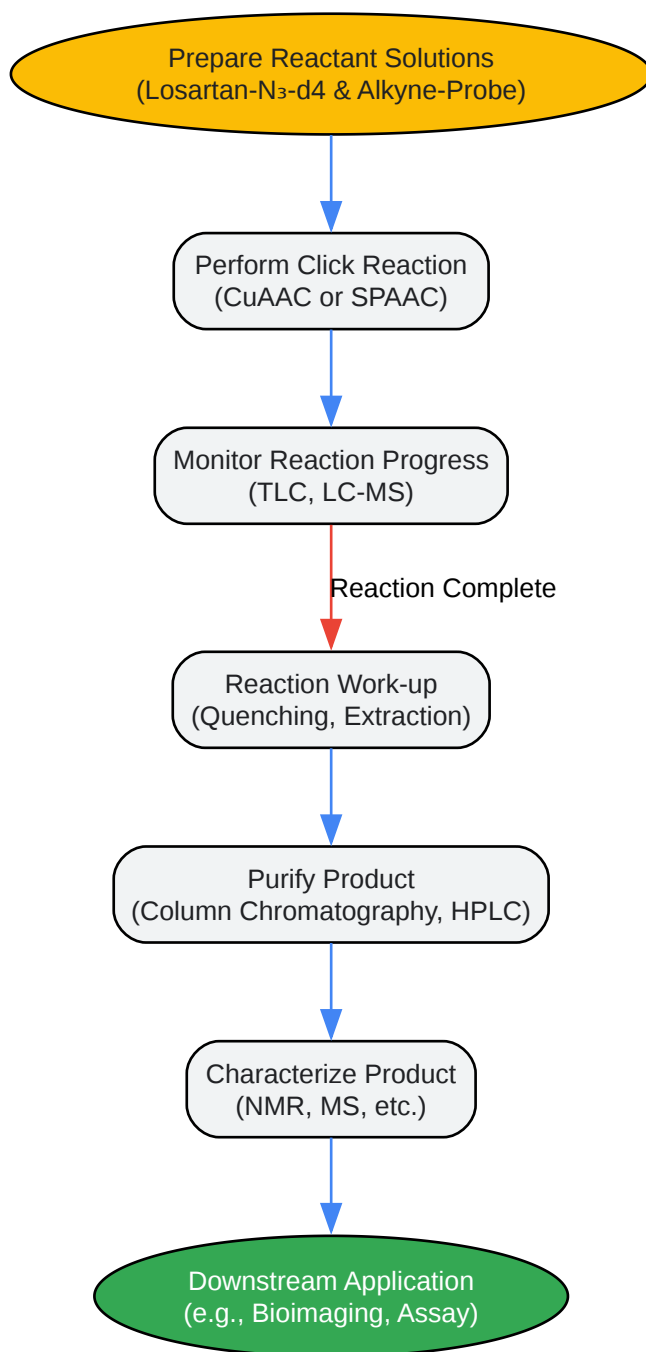 Prepare Reactant Solutions
(Losartan-N₃-d4 & Alkyne-Probe)
Perform Click Reaction
(CuAAC or SPAAC)
Monitor Reaction Progress
(TLC, LC-MS)
Reaction Complete
Reaction Work-up
(Quenching, Extraction)
Purify Product
(Column Chromatography, HPLC)
Characterize Product
(NMR, MS, etc.)
Downstream Application
(e.g., Bioimaging, Assay)